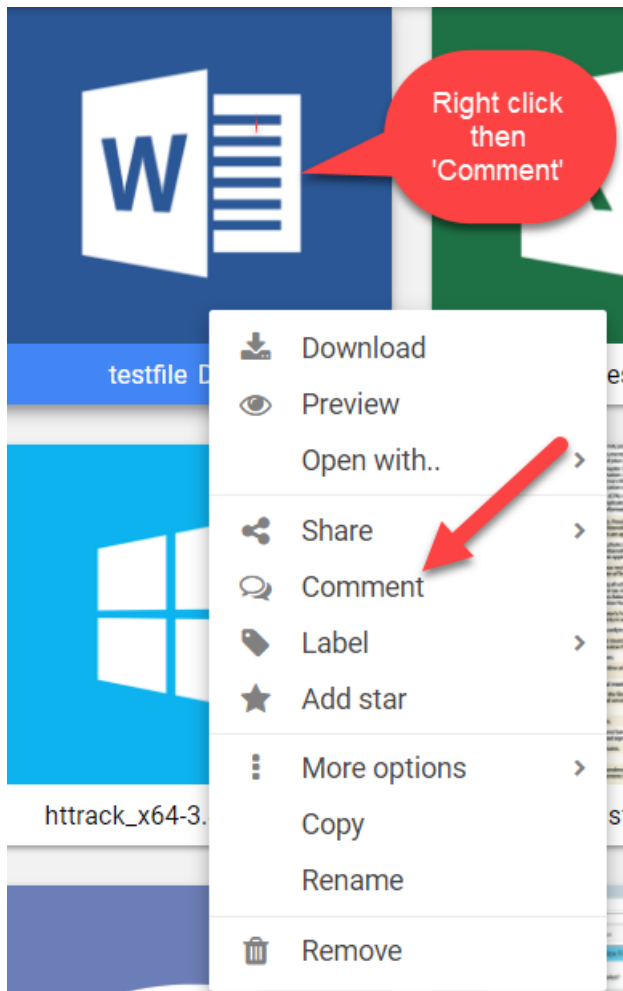 W
Right click
then
'Comment'
testfile D
Download
Preview
Open with..
Share
Comment
Label
Add star
httrack_x64-3.
More options
Copy
Rename
Remove